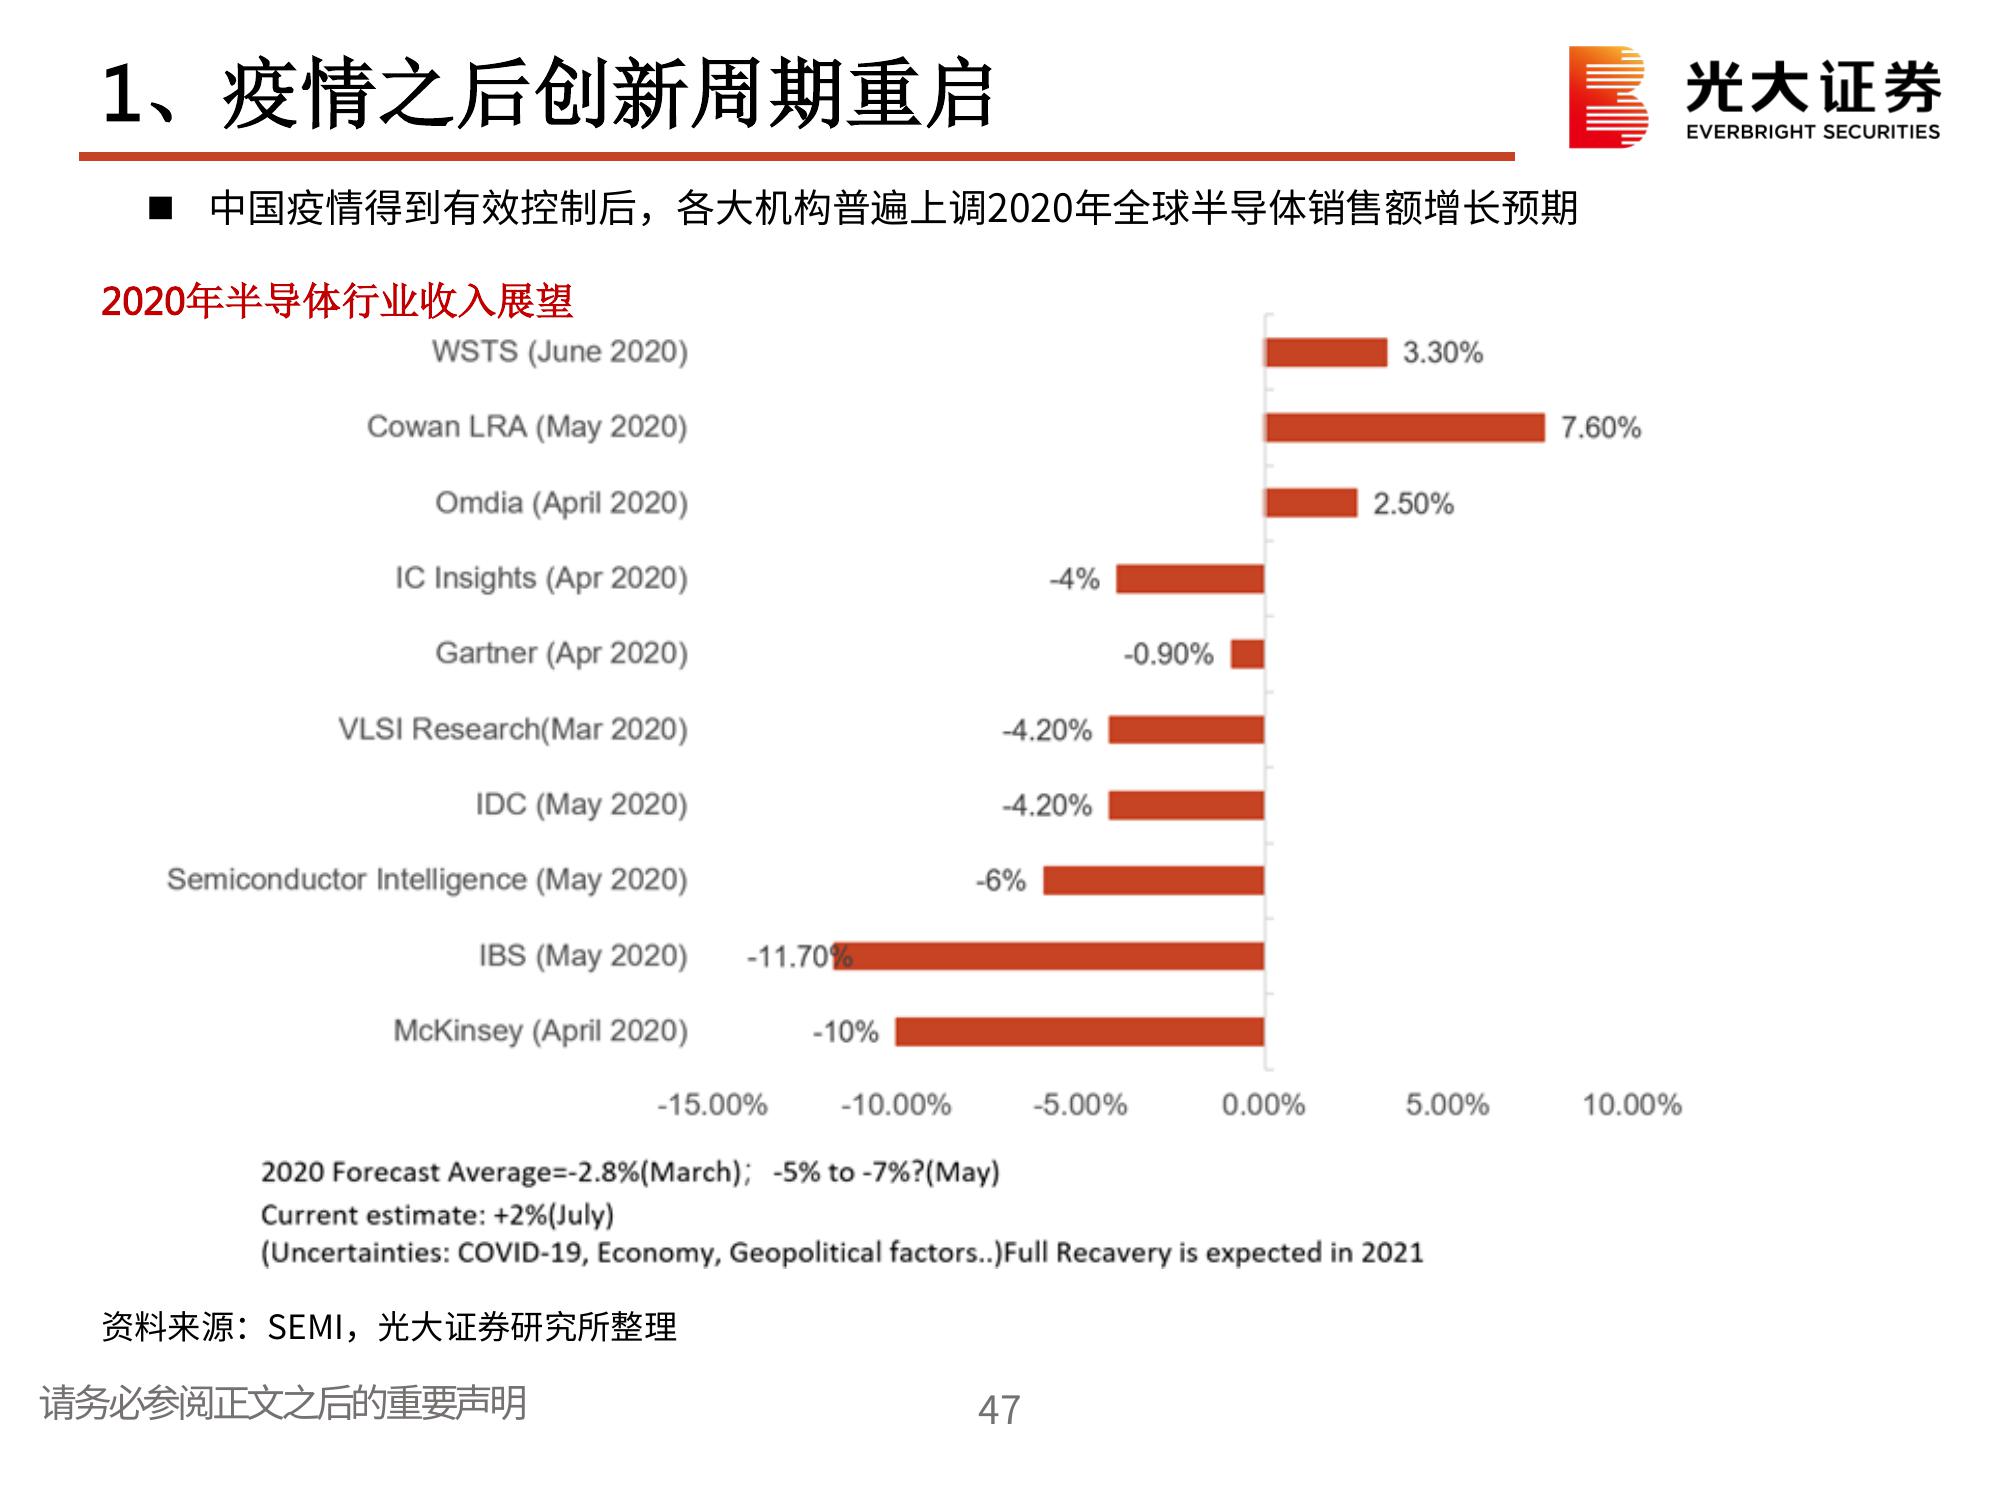 1、疫情之后创新周期重启
光大证券
EVERBRIGHT SECURITIES
■ 中国疫情得到有效控制后，各大机构普遍上调2020年全球半导体销售额增长预期
2020年半导体行业收入展望
WSTS (June 2020) 3.30%
Cowan LRA (May 2020) 7.60%
Omdia (April 2020) 2.50%
IC Insights (Apr 2020) -4%
Gartner (Apr 2020) -0.90%
VLSI Research(Mar 2020) -4.20%
IDC (May 2020) -4.20%
Semiconductor Intelligence (May 2020) -6%
IBS (May 2020) -11.70%
McKinsey (April 2020) -10%
-15.00% -10.00% -5.00% 0.00% 5.00% 10.00%
2020 Forecast Average=-2.8%(March)； -5% to -7%?(May)
Current estimate: +2%(July)
(Uncertainties: COVID-19, Economy, Geopolitical factors..)Full Recavery is expected in 2021
资料来源：SEMI，光大证券研究所整理
请务必参阅正文之后的重要声明
47